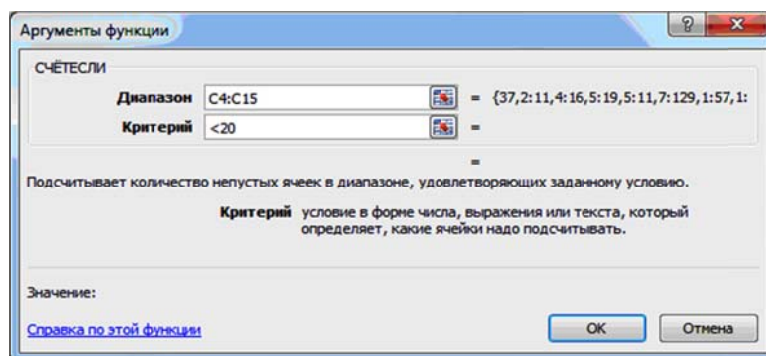 Аргументы функции
СЧЁТЕСЛИ
Диапазон C4:C15 = {37,2:11,4:16,5:19,5:11,7:129,1:57,1:
Критерий <20 =
=
Подсчитывает количество непустых ячеек в диапазоне, удовлетворяющих заданному условию.
Критерий условие в форме числа, выражения или текста, который
определяет, какие ячейки надо подсчитывать.
Значение:
Справка по этой функции ОК Отмена